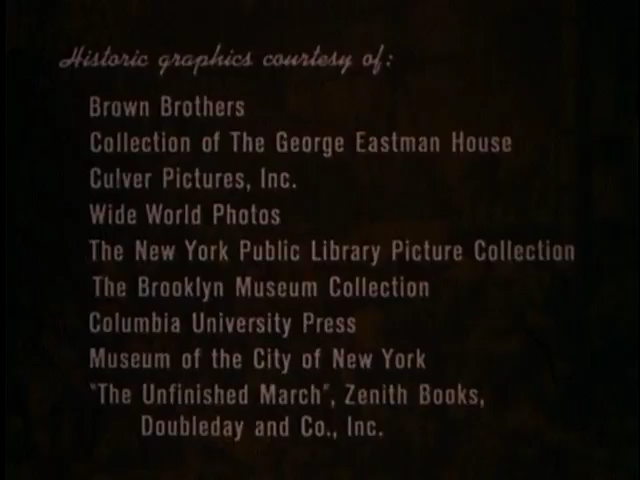 Historic graphics courtesy of:
Brown Brothers
Collection of The George Eastman House
Culver Pictures, Inc.
Wide World Photos
The New York Public Library Picture Collection
The Brooklyn Museum Collection
Columbia University Press
Museum of the City of New York
"The Unfinished March", Zenith Books,
Doubleday and Co., Inc.